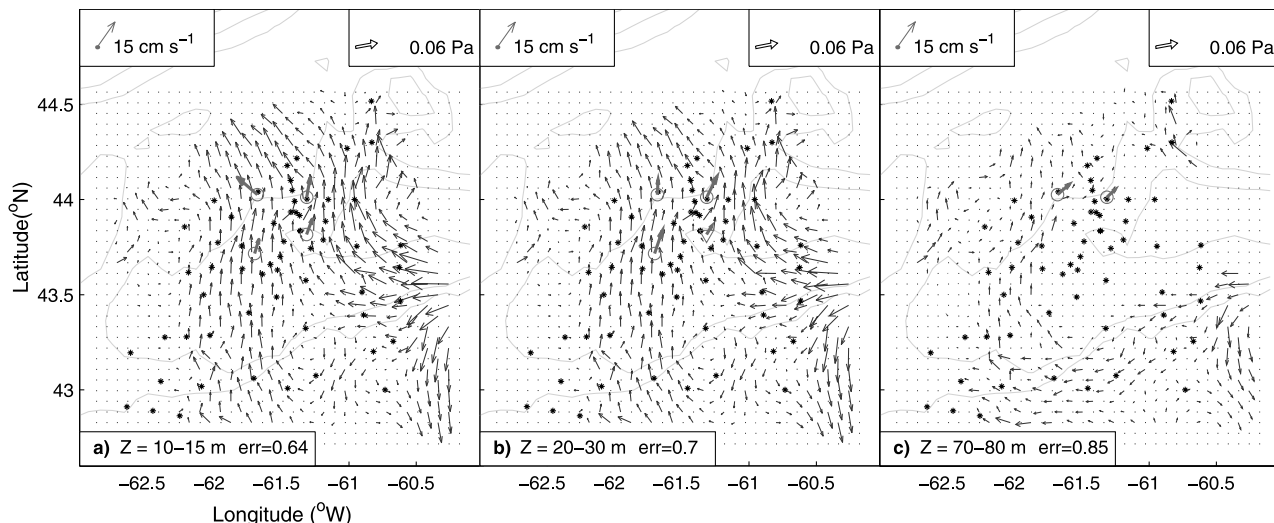 15 cm s⁻¹ 0.06 Pa 15 cm s⁻¹ 0.06 Pa 15 cm s⁻¹ 0.06 Pa
44.5
44
43.5
43
Latitude(°N)
a) Z = 10−15 m err=0.64
b) Z = 20−30 m err=0.7
c) Z = 70−80 m err=0.85
−62.5 −62 −61.5 −61 −60.5 −62.5 −62 −61.5 −61 −60.5 −62.5 −62 −61.5 −61 −60.5
Longitude (°W)